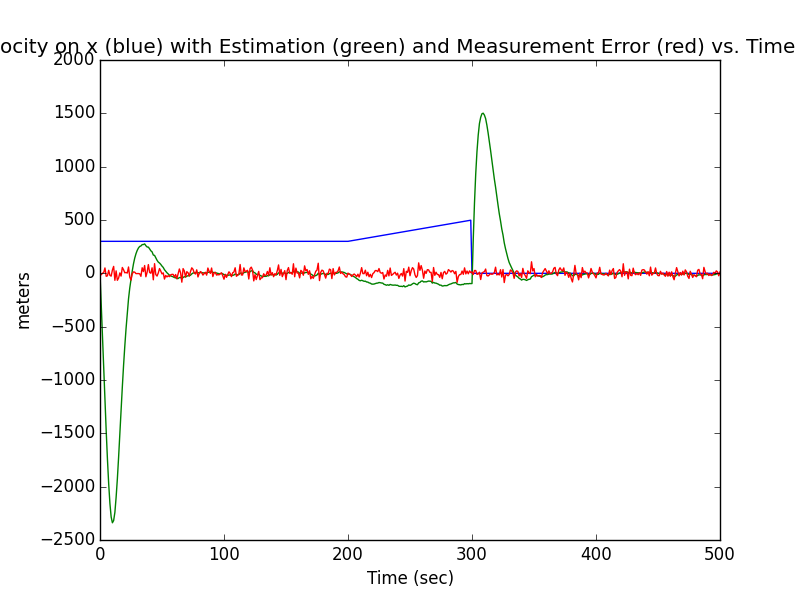 ocity on x (blue) with Estimation (green) and Measurement Error (red) vs. Time
2000
1500
1000
500
0
−500
−1000
−1500
−2000
−2500
meters
0 100 200 300 400 500
Time (sec)